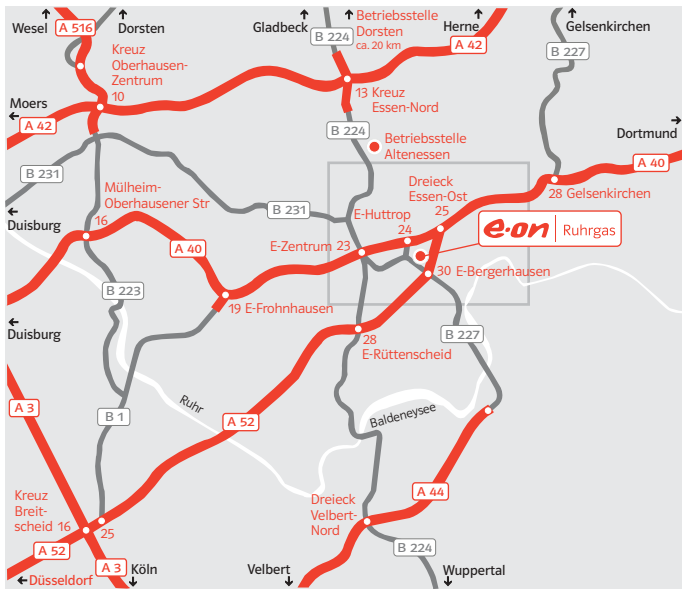 Wesel
A 516
Dorsten
Gladbeck
B 224
Betriebsstelle
Dorsten
ca. 20 km
Herne
A 42
Gelsenkirchen
B 227
Kreuz
Oberhausen-
Zentrum
10
13 Kreuz
Essen-Nord
Moers
A 42
B 224
Betriebsstelle
Altenessen
Dortmund
A 40
B 231
Mülheim-
Oberhausener Str
16
Duisburg
B 231
Dreieck
Essen-Ost
25
28 Gelsenkirchen
E-Huttrop
24
e·on Ruhrgas
A 40
E-Zentrum 23
30 E-Bergerhausen
B 223
19 E-Frohnhausen
Duisburg
28
E-Rüttenscheid
B 227
A 3
Ruhr
B 1
A 52
Baldeneysee
Kreuz
Breit-
scheid 16
25
Dreieck
Velbert-
Nord
A 44
A 52
B 224
Düsseldorf
A 3
Köln
Velbert
Wuppertal